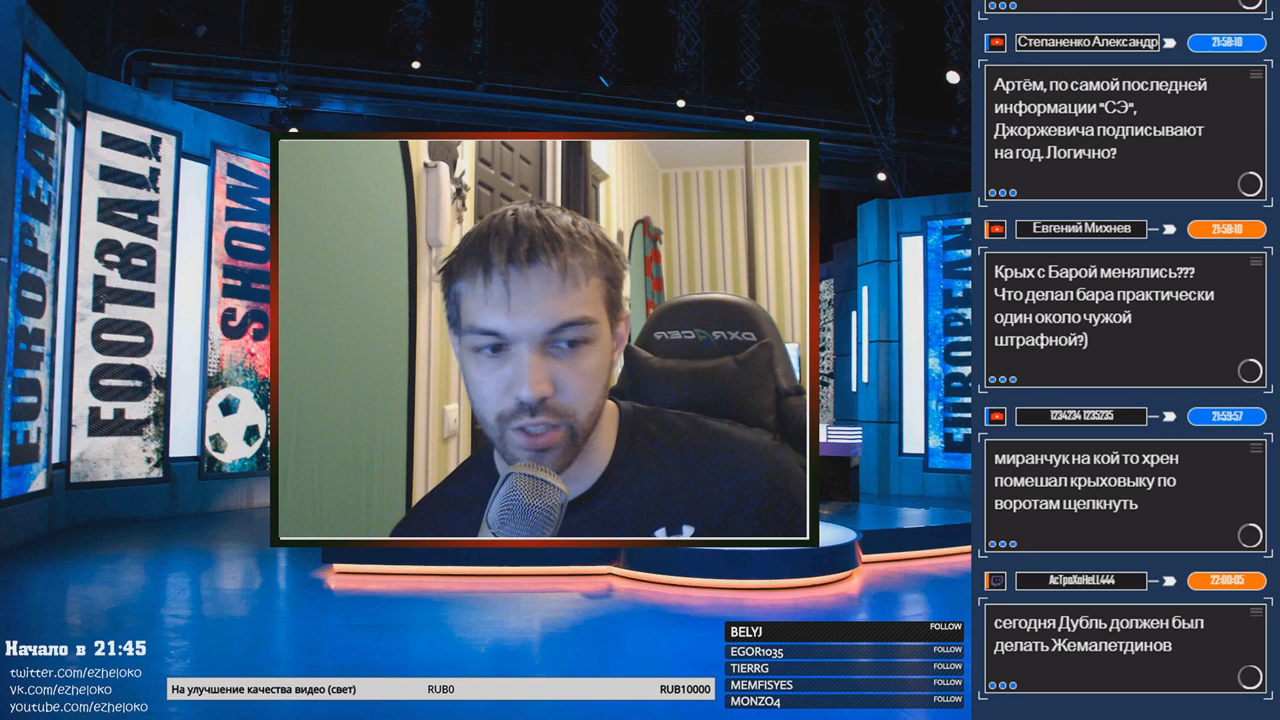 EUROPEAN
FOOTBALL
SHOW
DXRACER
EUROPEAN
Степаненко Александр
21:58:10
Артём, по самой последней
информации "СЭ",
Джоржевича подписывают
на год. Логично?
Евгений Михнев
21:58:10
Крых с Барой менялись???
Что делал бара практически
один около чужой
штрафной?)
1234234 1235235
21:59:57
миранчук на кой то хрен
помешал крыховыку по
воротам щелкнуть
АсТраХаНеLL444
22:00:05
сегодня Дубль должен был
делать Жемалетдинов
Начало в 21:45
twitter.com/ezheloko
vk.com/ezheloko
youtube.com/ezheloko
На улучшение качества видео (свет) RUB0 RUB10000
BELYJ FOLLOW
EGOR1035 FOLLOW
TIERRG FOLLOW
MEMFISYES FOLLOW
MONZO4 FOLLOW